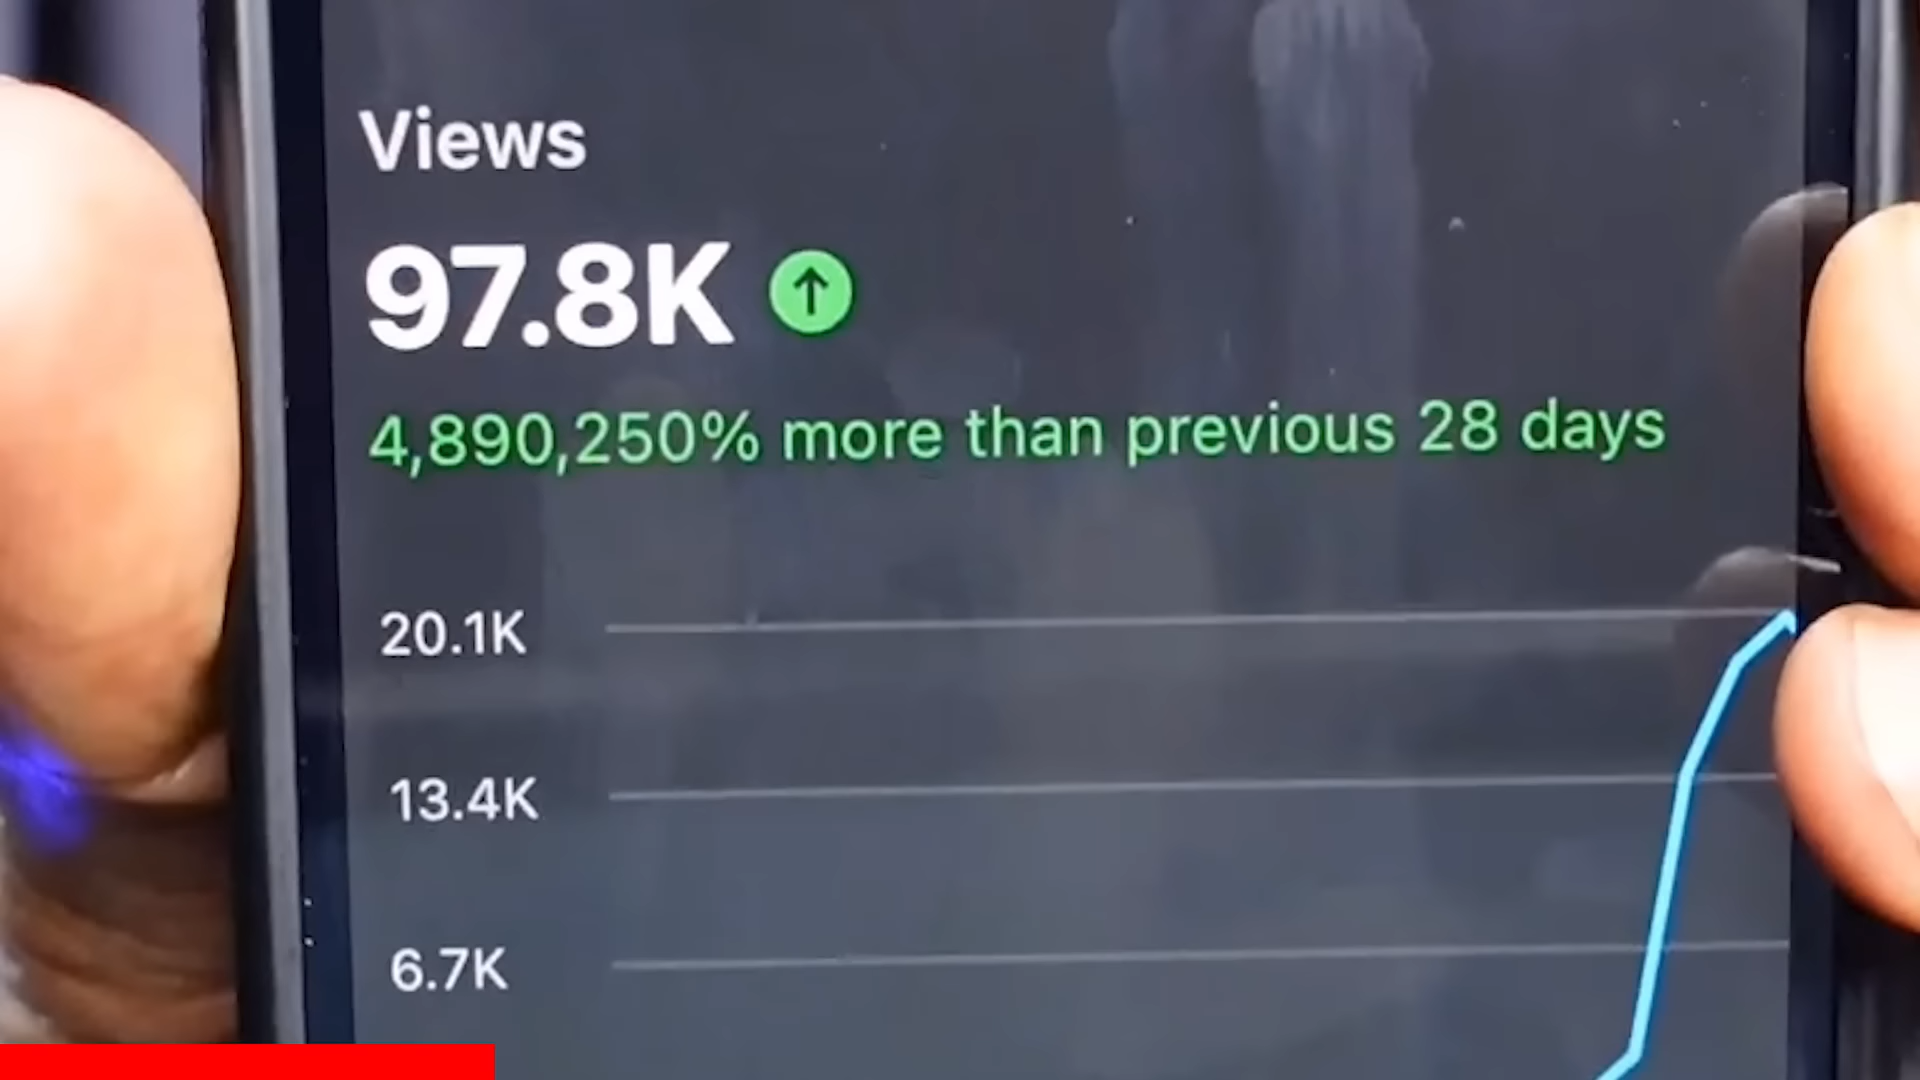 Views
97.8K
4,890,250% more than previous 28 days
20.1K
13.4K
6.7K